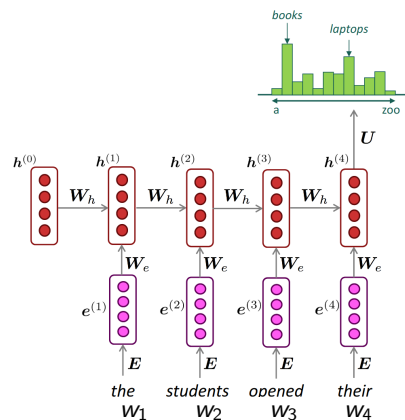 books
laptops
a zoo
U
h(0) h(1) h(2) h(3) h(4)
Wh Wh Wh Wh
We We We We
e(1) e(2) e(3) e(4)
E E E E
the students opened their
w1 w2 w3 w4